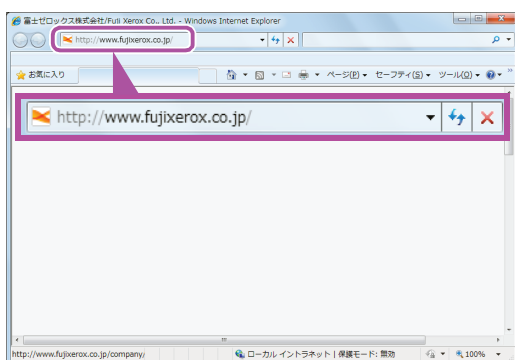 富士ゼロックス株式会社/Fuji Xerox Co., Ltd. - Windows Internet Explorer
http://www.fujixerox.co.jp/
お気に入り ページ(P) セーフティ(S) ツール(O)
http://www.fujixerox.co.jp/
http://www.fujixerox.co.jp/company/ ローカル イントラネット | 保護モード: 無効 100%